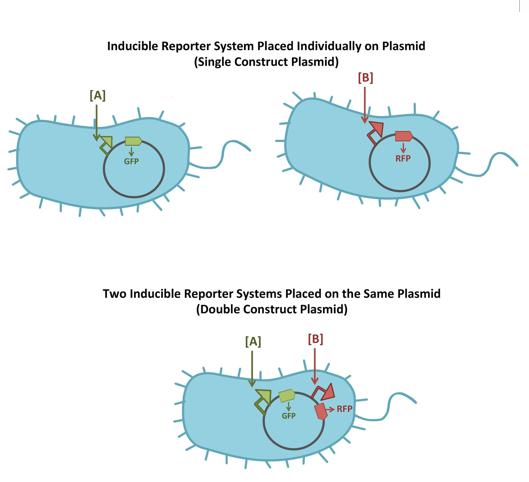 Inducible Reporter System Placed Individually on Plasmid
(Single Construct Plasmid)
[A]
GFP
[B]
RFP
Two Inducible Reporter Systems Placed on the Same Plasmid
(Double Construct Plasmid)
[A]
[B]
GFP
RFP